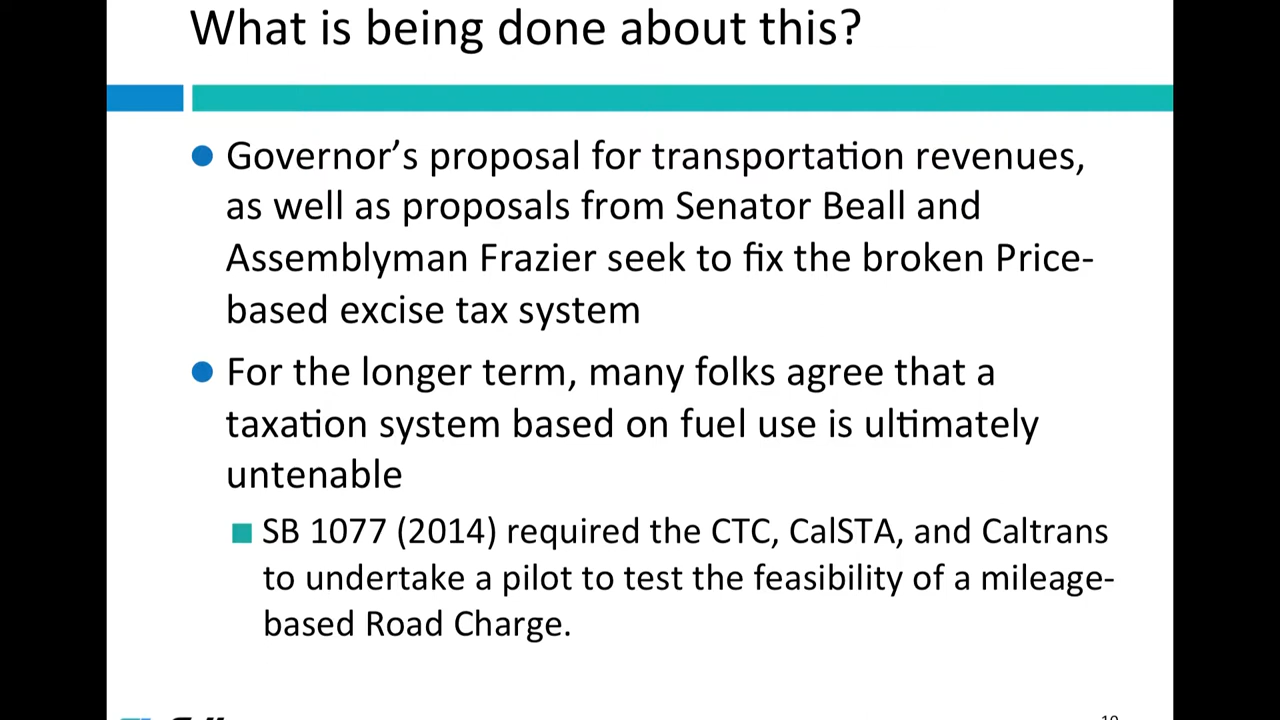 What is being done about this?
Governor’s proposal for transportation revenues,
as well as proposals from Senator Beall and
Assemblyman Frazier seek to fix the broken Price-
based excise tax system
For the longer term, many folks agree that a
taxation system based on fuel use is ultimately
untenable
SB 1077 (2014) required the CTC, CalSTA, and Caltrans
to undertake a pilot to test the feasibility of a mileage-
based Road Charge.